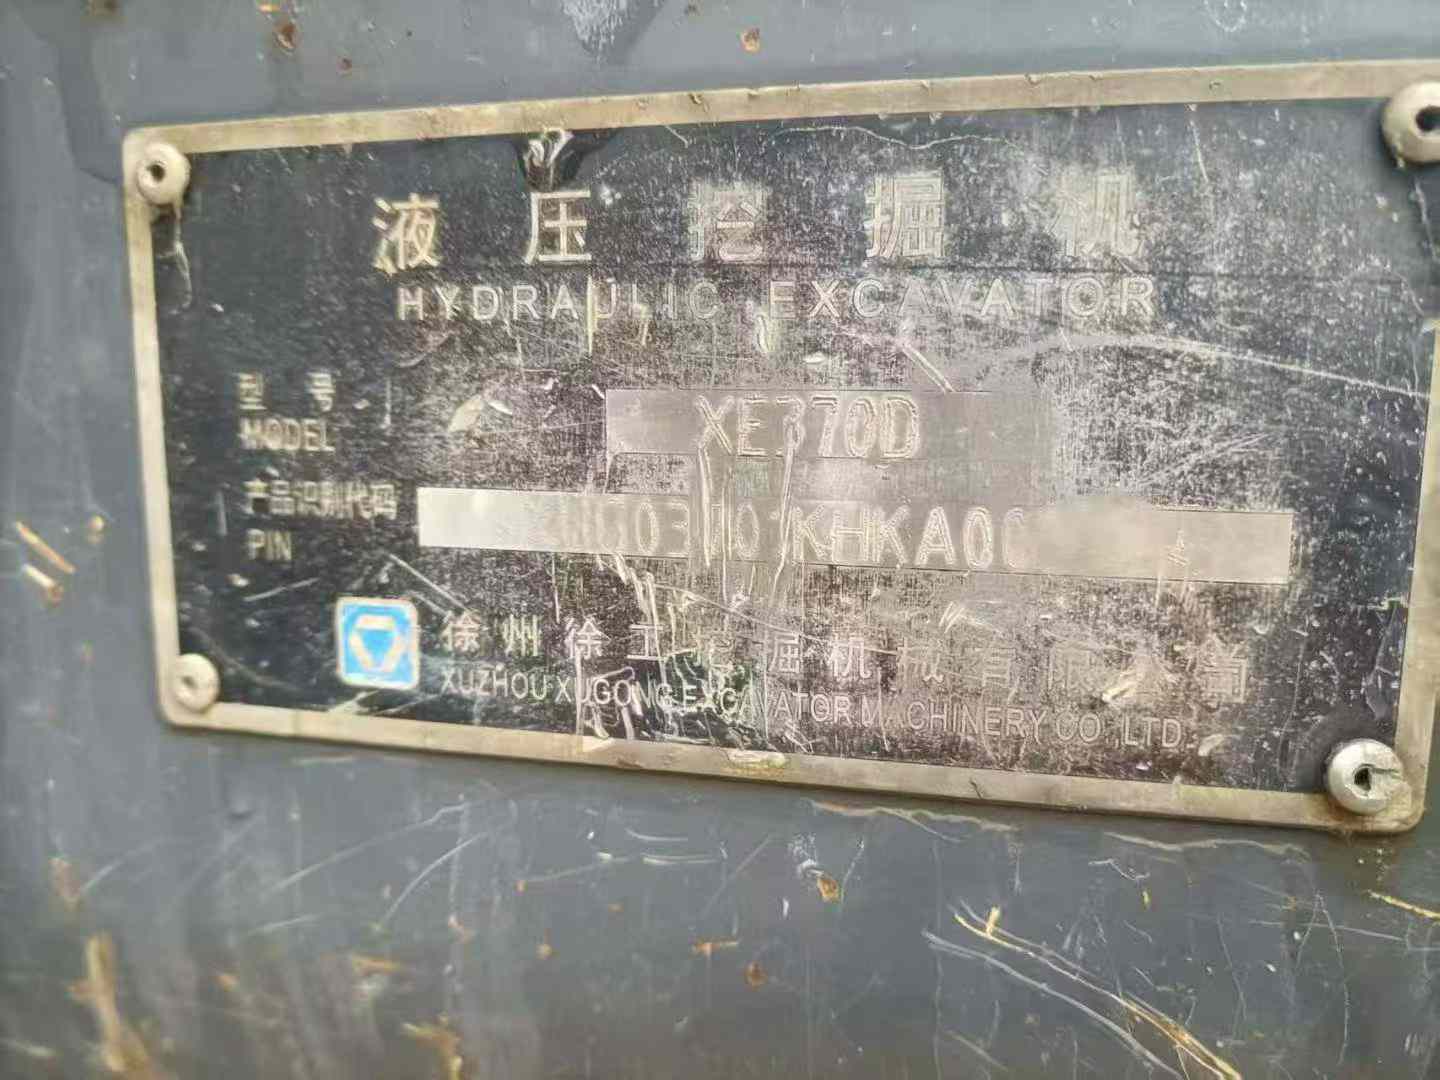 液压挖掘机
HYDRAULIC EXCAVATOR
型号 XE370D
MODEL
产品识别代码
PIN
徐州徐工挖掘机械有限公司
XUZHOU XUGONG EXCAVATOR MACHINERY CO.,LTD.